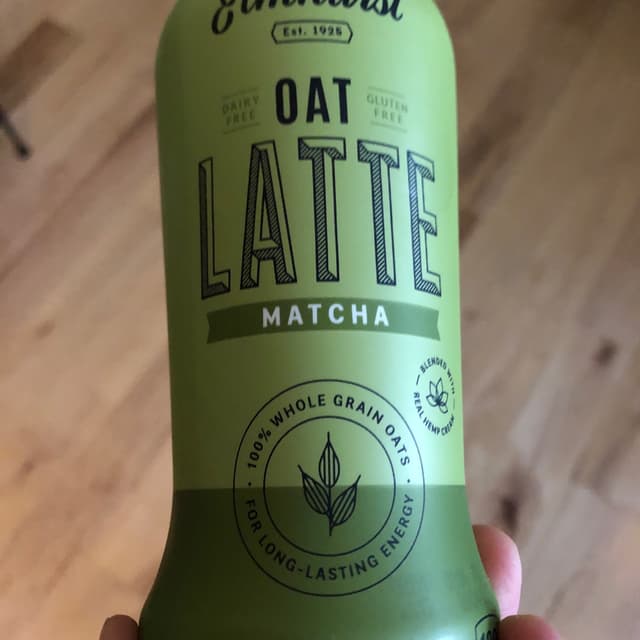 Elmhurst
Est. 1925
DAIRY
FREE
OAT
GLUTEN
FREE
LATTE
MATCHA
BLENDED WITH
REAL HEMP CREAM
100% WHOLE GRAIN OATS
FOR LONG-LASTING ENERGY